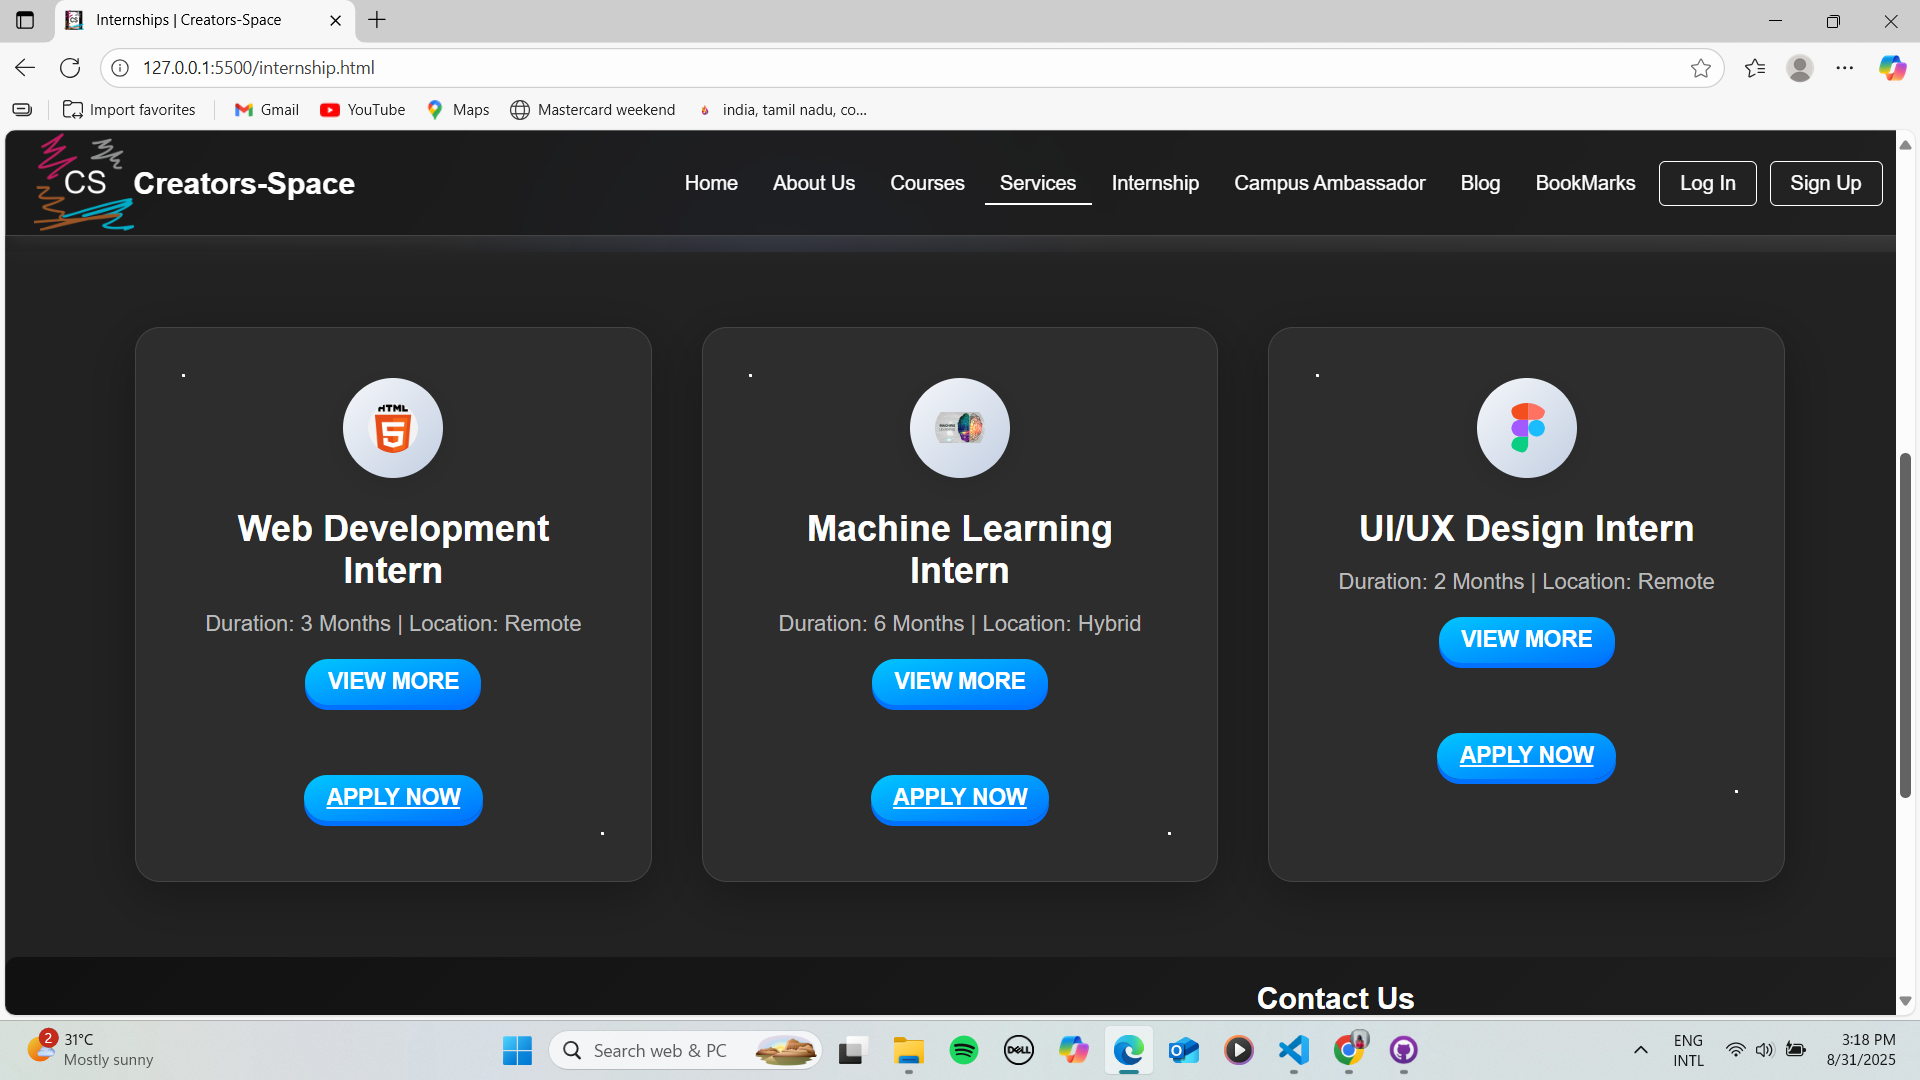 Internships | Creators-Space
127.0.0.1:5500/internship.html
Import favorites
Gmail
YouTube
Maps
Mastercard weekend
india, tamil nadu, co...
CS
Creators-Space
Home
About Us
Courses
Services
Internship
Campus Ambassador
Blog
BookMarks
Log In
Sign Up
HTML
5
Web Development
Intern
Duration: 3 Months | Location: Remote
VIEW MORE
APPLY NOW
MACHINE
LEARNING
Machine Learning
Intern
Duration: 6 Months | Location: Hybrid
VIEW MORE
APPLY NOW
UI/UX Design Intern
Duration: 2 Months | Location: Remote
VIEW MORE
APPLY NOW
Contact Us
2
31°C
Mostly sunny
Search web & PC
DELL
ENG
INTL
3:18 PM
8/31/2025